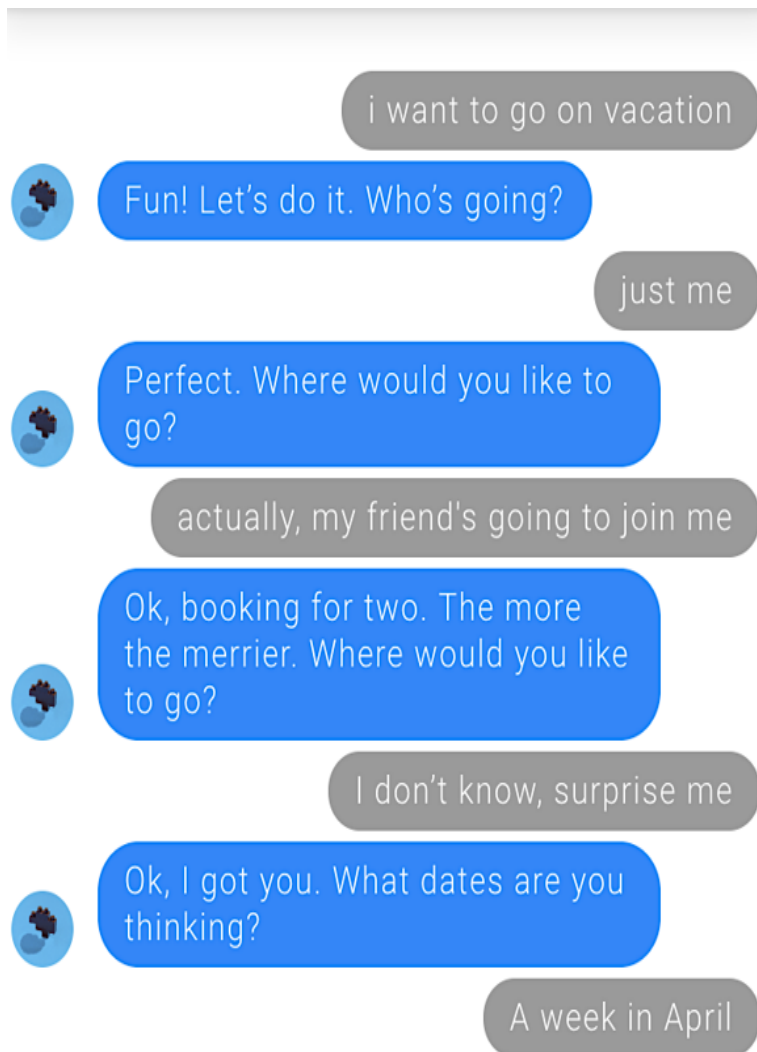 i want to go on vacation
Fun! Let’s do it. Who’s going?
just me
Perfect. Where would you like to
go?
actually, my friend's going to join me
Ok, booking for two. The more
the merrier. Where would you like
to go?
I don’t know, surprise me
Ok, I got you. What dates are you
thinking?
A week in April